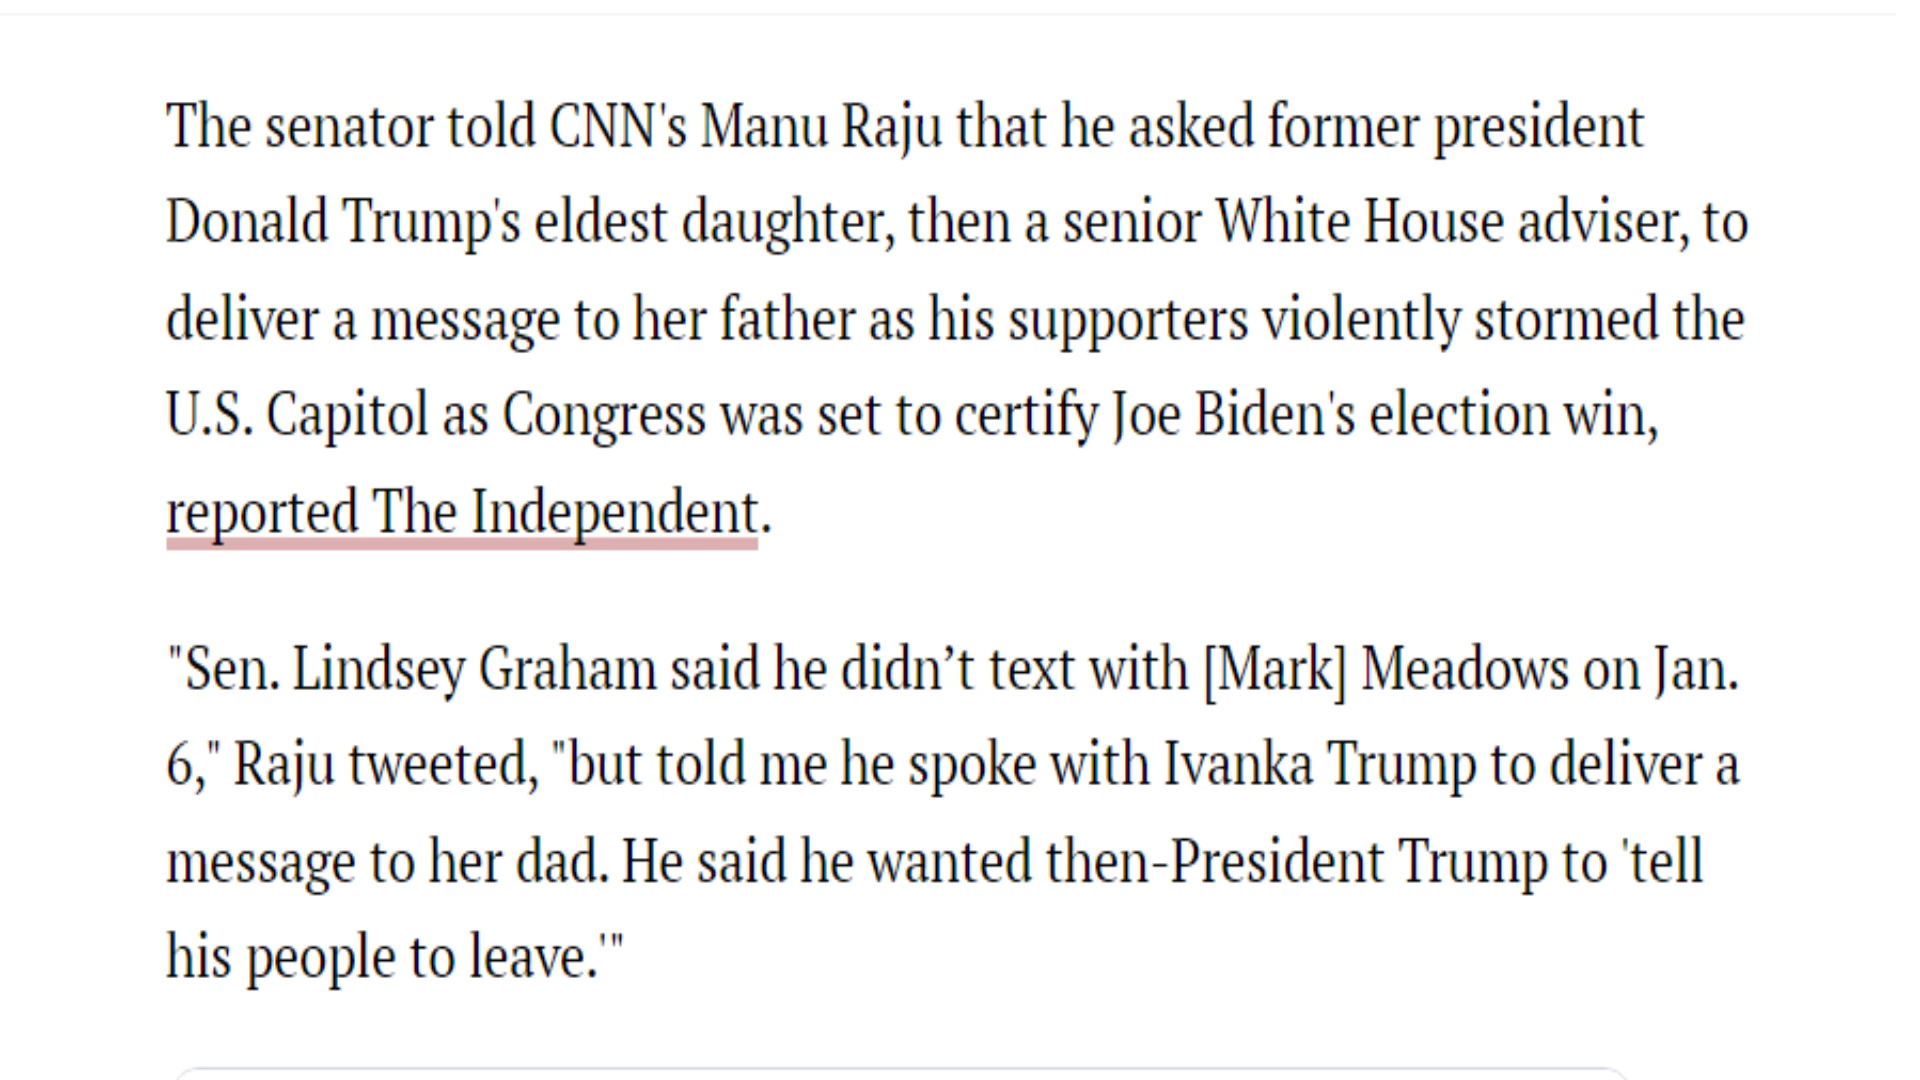 The senator told CNN's Manu Raju that he asked former president
Donald Trump's eldest daughter, then a senior White House adviser, to
deliver a message to her father as his supporters violently stormed the
U.S. Capitol as Congress was set to certify Joe Biden's election win,
reported The Independent.
"Sen. Lindsey Graham said he didn’t text with [Mark] Meadows on Jan.
6," Raju tweeted, "but told me he spoke with Ivanka Trump to deliver a
message to her dad. He said he wanted then-President Trump to 'tell
his people to leave.'"